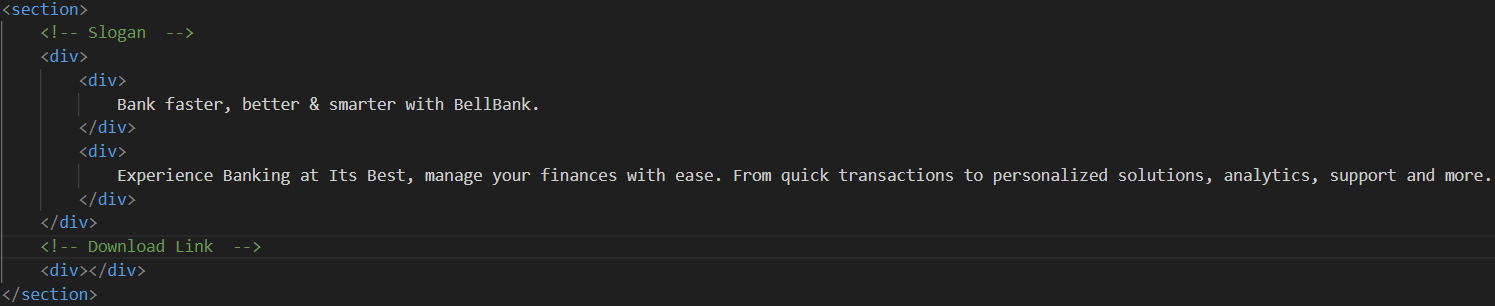 <section>
<!-- Slogan  -->
<div>
<div>
Bank faster, better & smarter with BellBank.
</div>
<div>
Experience Banking at Its Best, manage your finances with ease. From quick transactions to personalized solutions, analytics, support and more.
</div>
</div>
<!-- Download Link  -->
<div></div>
</section>